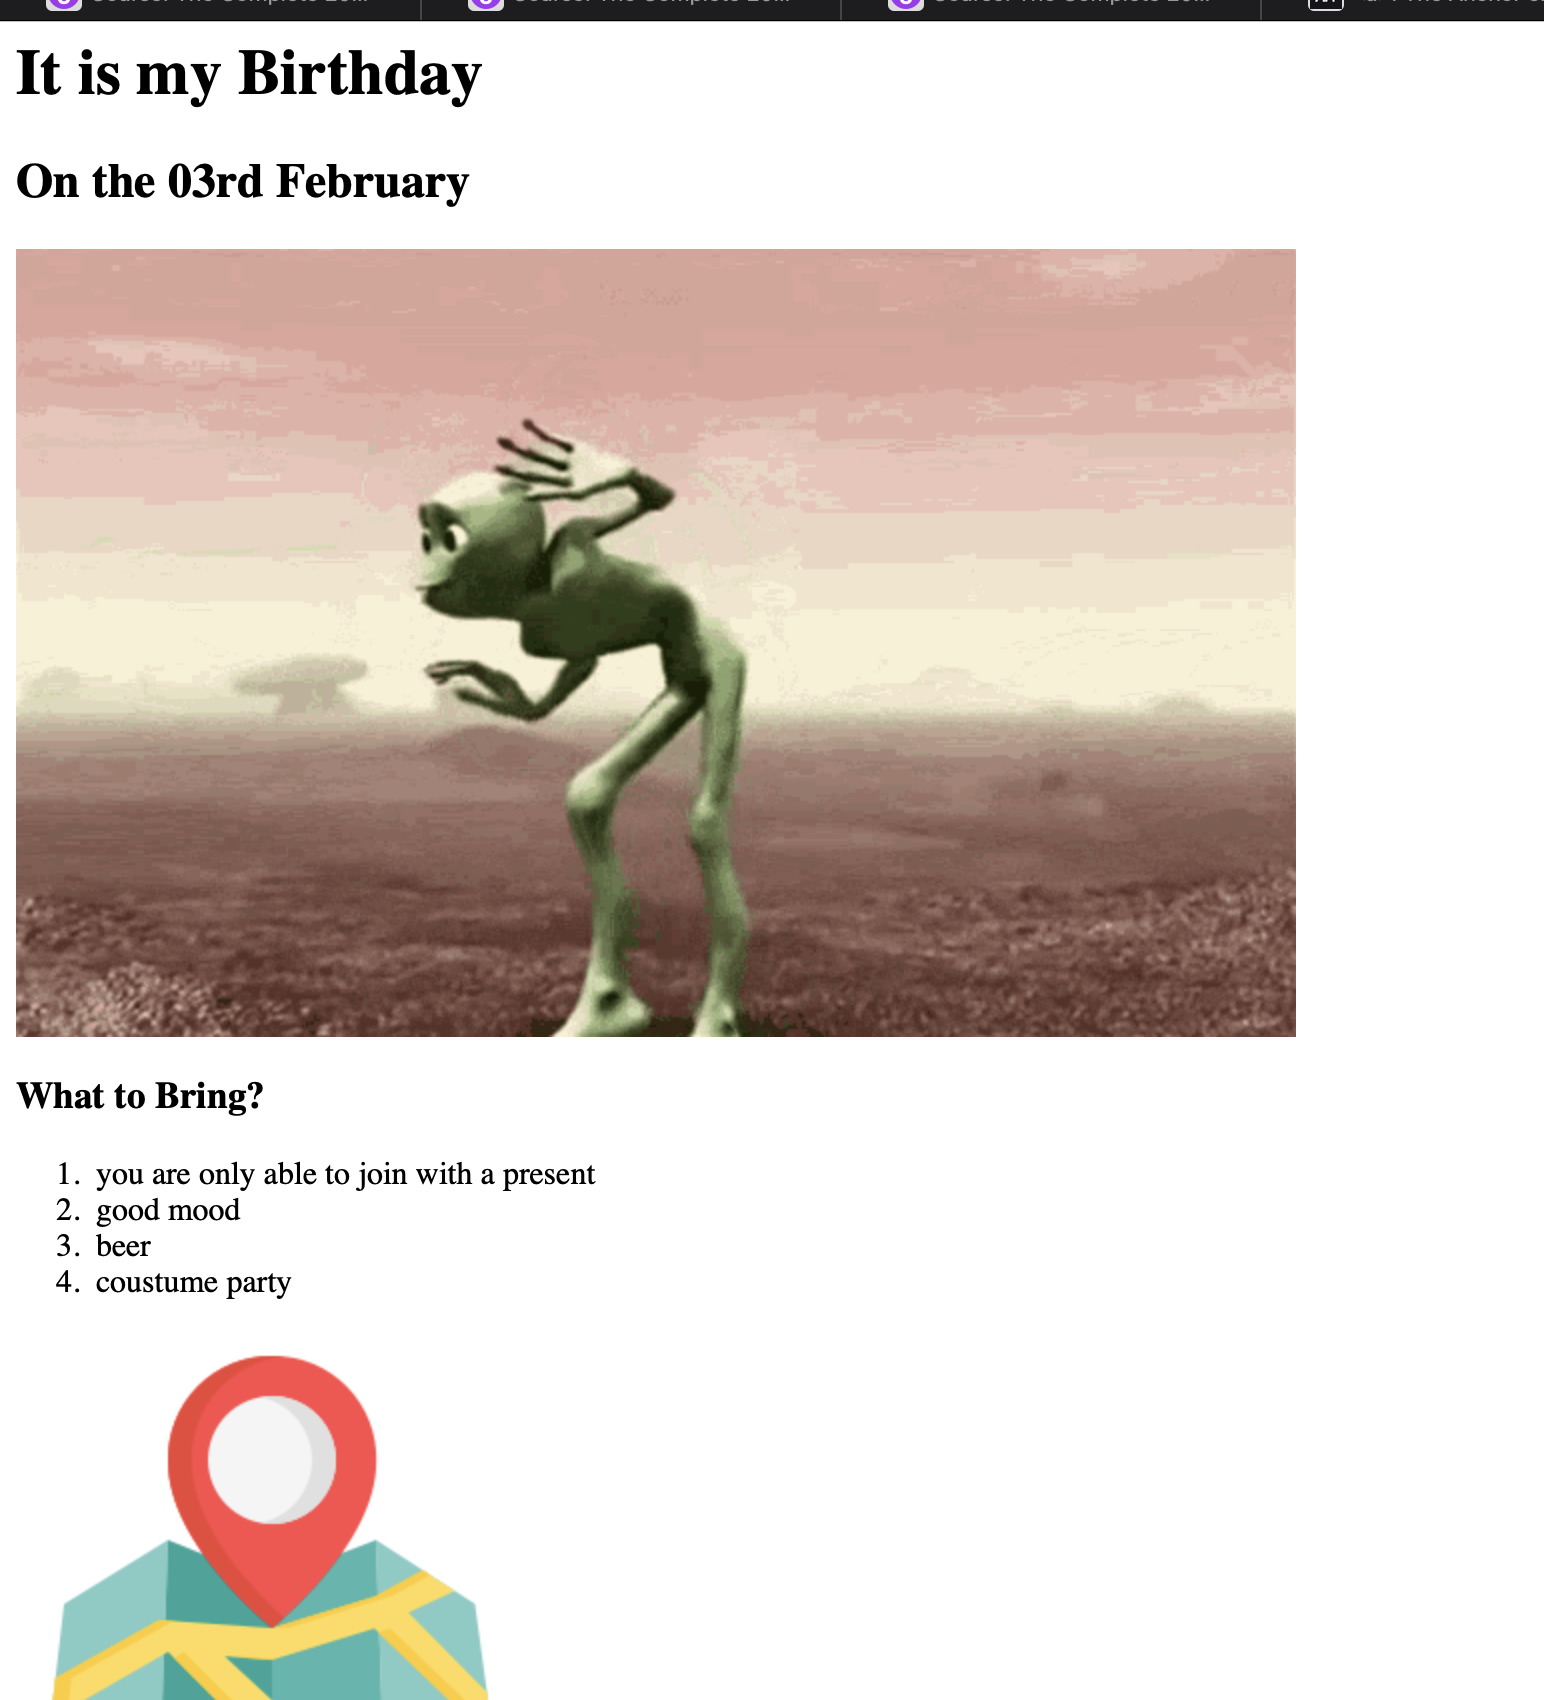 It is my Birthday
On the 03rd February
What to Bring?
1. you are only able to join with a present
2. good mood
3. beer
4. coustume party